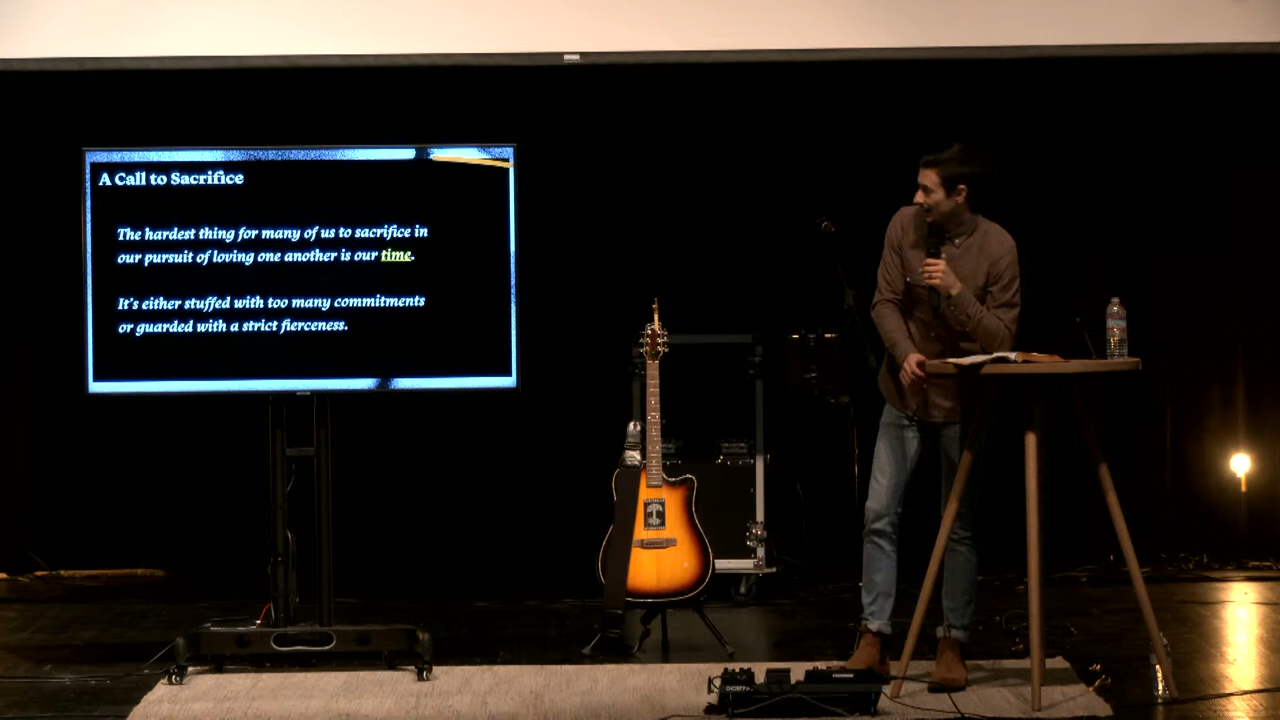 A Call to Sacrifice
The hardest thing for many of us to sacrifice in
our pursuit of loving one another is our time.
It's either stuffed with too many commitments
or guarded with a strict fierceness.